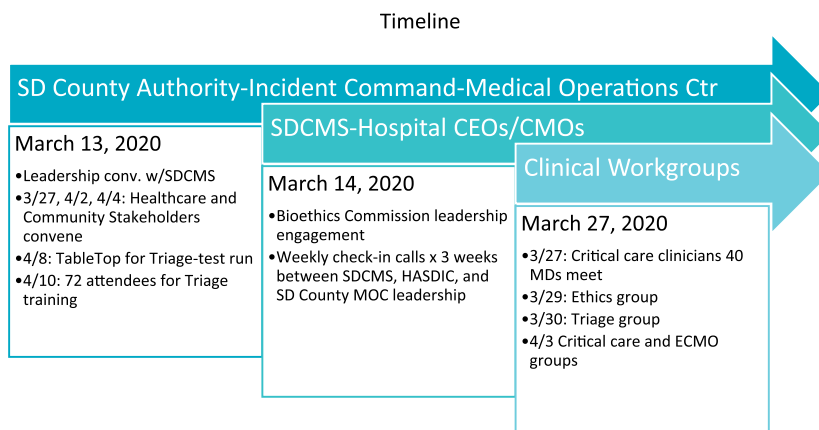 Timeline
SD County Authority-Incident Command-Medical Operations Ctr
SDCMS-Hospital CEOs/CMOs
Clinical Workgroups
March 13, 2020
•Leadership conv. w/SDCMS
•3/27, 4/2, 4/4: Healthcare and
Community Stakeholders
convene
•4/8: TableTop for Triage-test run
•4/10: 72 attendees for Triage
training
March 14, 2020
•Bioethics Commission leadership
engagement
•Weekly check-in calls x 3 weeks
between SDCMS, HASDIC, and
SD County MOC leadership
March 27, 2020
•3/27: Critical care clinicians 40
MDs meet
•3/29: Ethics group
•3/30: Triage group
•4/3 Critical care and ECMO
groups